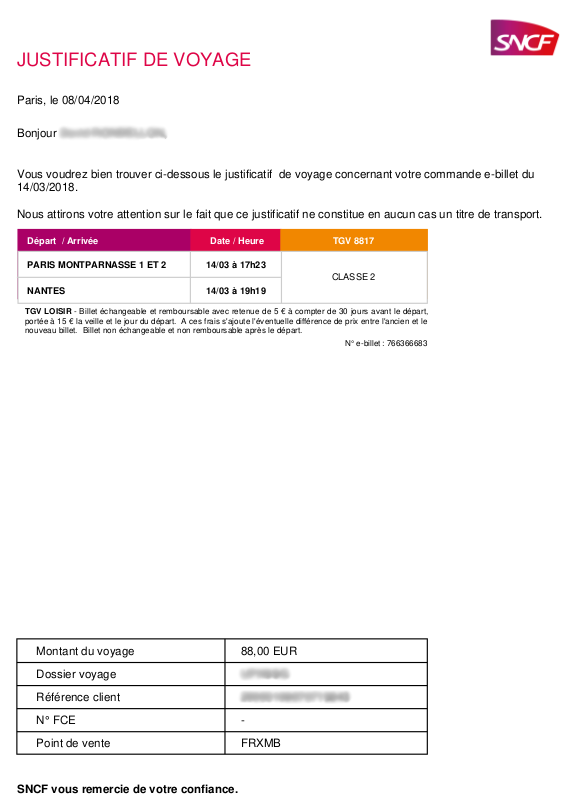 SNCF
JUSTIFICATIF DE VOYAGE
Paris, le 08/04/2018
Bonjour
Vous voudrez bien trouver ci-dessous le justificatif de voyage concernant votre commande e-billet du
14/03/2018.
Nous attirons votre attention sur le fait que ce justificatif ne constitue en aucun cas un titre de transport.
Départ / Arrivée Date / Heure TGV 8817
PARIS MONTPARNASSE 1 ET 2 14/03 à 17h23
CLASSE 2
NANTES 14/03 à 19h19
TGV LOISIR - Billet échangeable et remboursable avec retenue de 5 € à compter de 30 jours avant le départ,
portée à 15 € la veille et le jour du départ. A ces frais s'ajoute l'éventuelle différence de prix entre l'ancien et le
nouveau billet. Billet non échangeable et non remboursable après le départ.
N° e-billet : 766366683
Montant du voyage 88,00 EUR
Dossier voyage
Référence client
N° FCE -
Point de vente FRXMB
SNCF vous remercie de votre confiance.